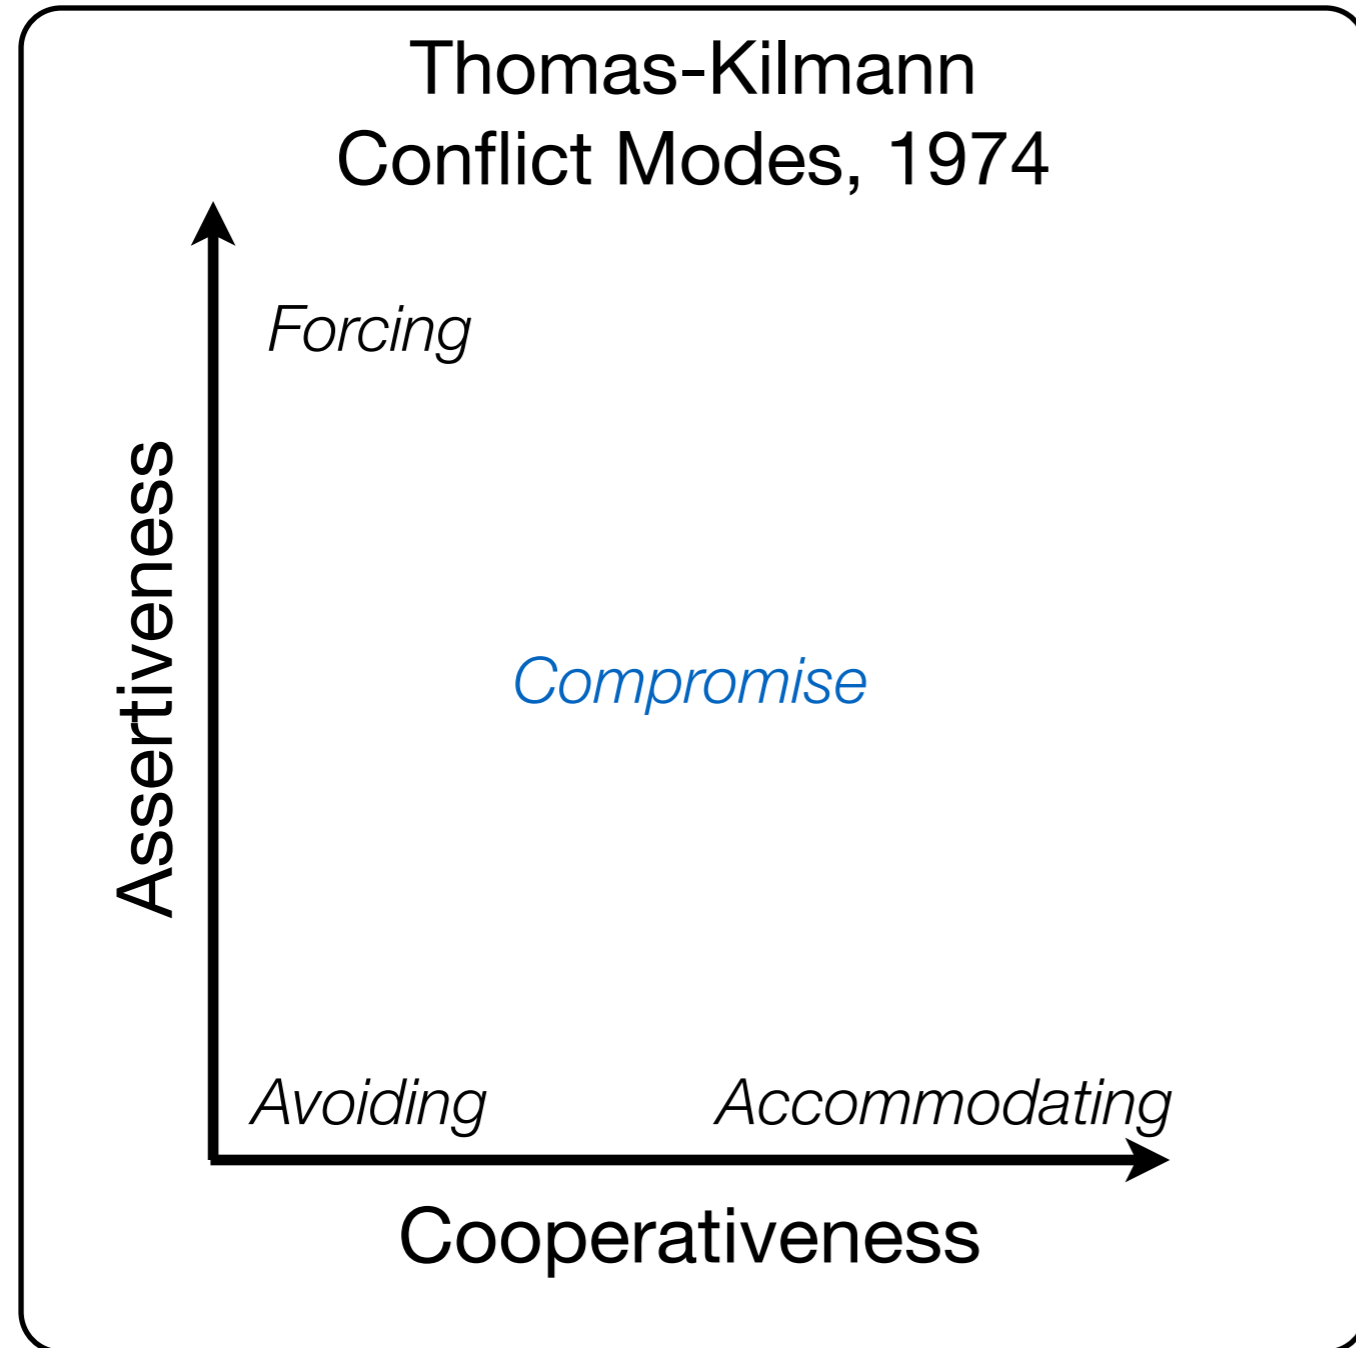 Thomas-Kilmann
Conflict Modes, 1974
Forcing
Assertiveness
Compromise
Avoiding
Accommodating
Cooperativeness